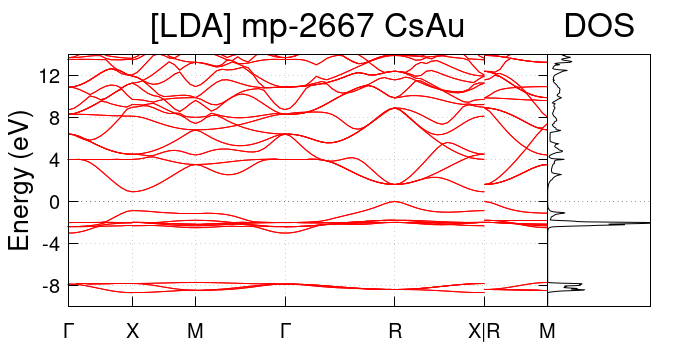 [LDA] mp-2667 CsAu DOS
Energy (eV)
12
8
4
0
-4
-8
Γ X M Γ R X|R M